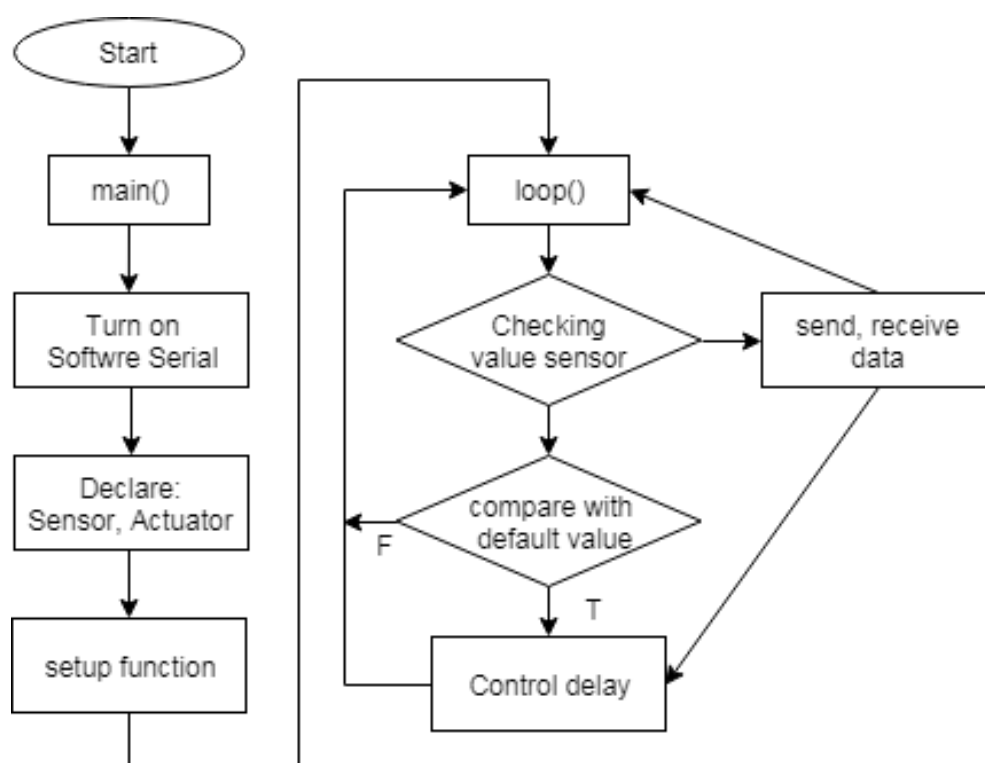 Start
main()
Turn on
Softwre Serial
Declare:
Sensor, Actuator
setup function
loop()
Checking
value sensor
send, receive
data
compare with
default value
F
T
Control delay